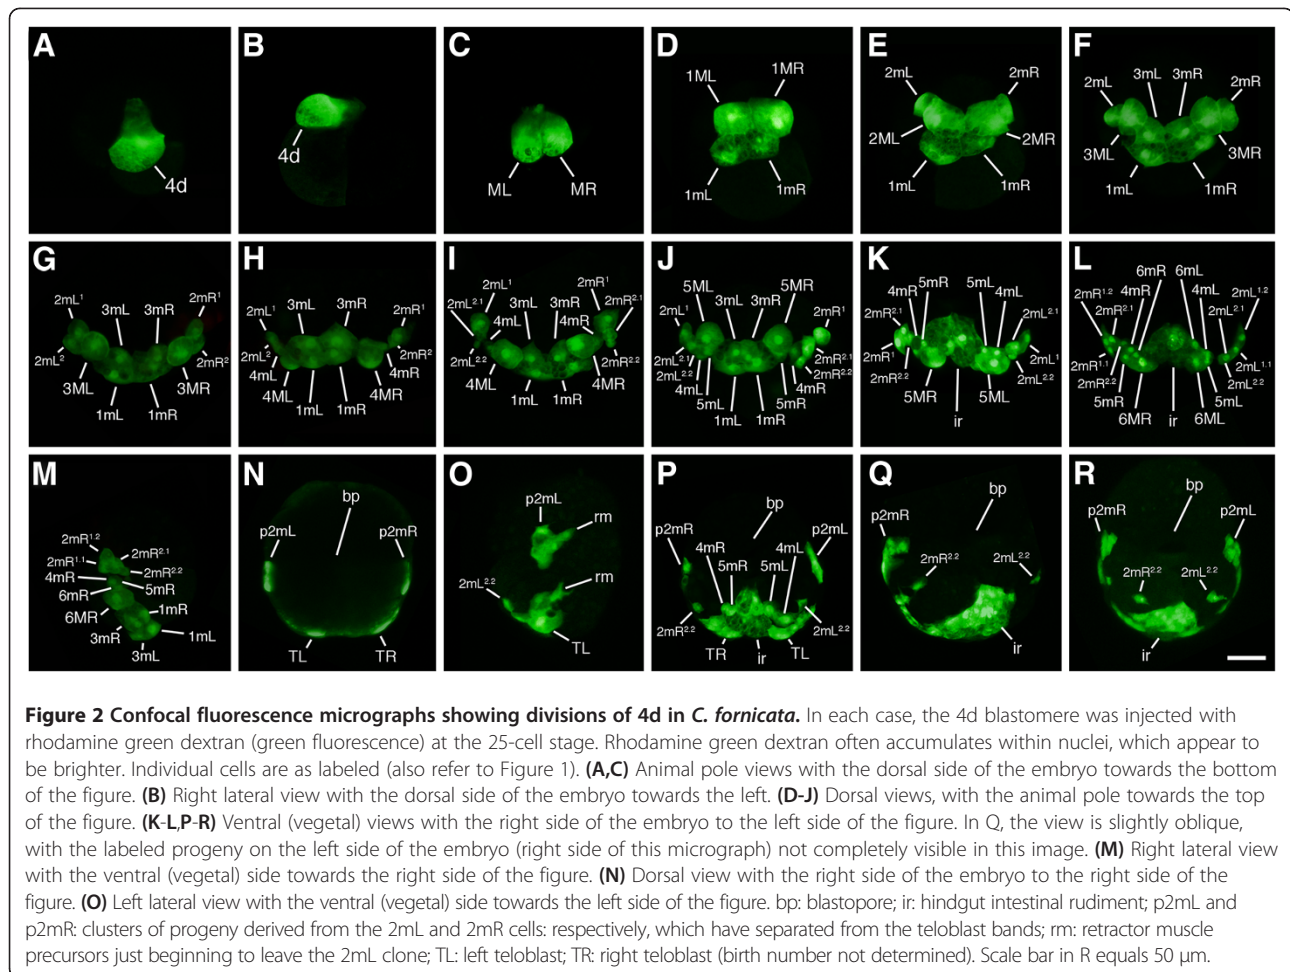 A
4d
B
4d
C
ML MR
D
1ML 1MR
1mL 1mR
E
2mL 2mR
2ML 2MR
1mL 1mR
F
2mL 3mL 3mR 2mR
3ML 3MR
1mL 1mR
G
2mL¹ 3mL 3mR 2mR¹
2mL² 2mR²
3ML 3MR
1mL 1mR
H
2mL¹ 3mL 3mR 2mR¹
2mL² 2mR²
4mL 4mR
4ML 4MR
1mL 1mR
I
2mL¹ 2mR¹
2mL²·¹ 3mL 3mR 2mR²·¹
4mL 4mR
2mL²·² 2mR²·²
4ML 4MR
1mL 1mR
J
5ML 5MR
3mL 3mR 2mR¹
2mL²·¹ 2mR²·¹
2mL²·² 2mR²·²
4mL 4mR
5mL 5mR
1mL 1mR
K
5mR 5mL
4mR 4mL
2mR²·¹ 2mL²·¹
2mR¹ 2mL¹
2mR²·² 2mL²·²
5MR 5ML
ir
L
6mR 6mL
4mR 4mL
2mR¹·² 2mL¹·²
2mR²·¹ 2mL²·¹
2mR¹·¹ 2mL¹·¹
2mR²·² 2mL²·²
5mR 5mL
6MR ir 6ML
M
2mR¹·² 2mR²·¹
2mR¹·¹ 2mR²·²
4mR 5mR
6mR 1mR
6MR 1mL
3mR
3mL
N
bp
p2mL p2mR
TL TR
O
p2mL rm
rm
2mL²·²
TL
P
bp
p2mR p2mL
4mR 4mL
5mR 5mL
2mR²·² 2mL²·²
TR ir TL
Q
bp
p2mR
2mR²·² 2mL²·²
ir
R
bp
p2mR p2mL
2mR²·² 2mL²·²
ir
Figure 2 Confocal fluorescence micrographs showing divisions of 4d in C. fornicata. In each case, the 4d blastomere was injected with
rhodamine green dextran (green fluorescence) at the 25-cell stage. Rhodamine green dextran often accumulates within nuclei, which appear to
be brighter. Individual cells are as labeled (also refer to Figure 1). (A,C) Animal pole views with the dorsal side of the embryo towards the bottom
of the figure. (B) Right lateral view with the dorsal side of the embryo towards the left. (D-J) Dorsal views, with the animal pole towards the top
of the figure. (K-L,P-R) Ventral (vegetal) views with the right side of the embryo to the left side of the figure. In Q, the view is slightly oblique,
with the labeled progeny on the left side of the embryo (right side of this micrograph) not completely visible in this image. (M) Right lateral view
with the ventral (vegetal) side towards the right side of the figure. (N) Dorsal view with the right side of the embryo to the right side of the
figure. (O) Left lateral view with the ventral (vegetal) side towards the left side of the figure. bp: blastopore; ir: hindgut intestinal rudiment; p2mL and
p2mR: clusters of progeny derived from the 2mL and 2mR cells: respectively, which have separated from the teloblast bands; rm: retractor muscle
precursors just beginning to leave the 2mL clone; TL: left teloblast; TR: right teloblast (birth number not determined). Scale bar in R equals 50 μm.